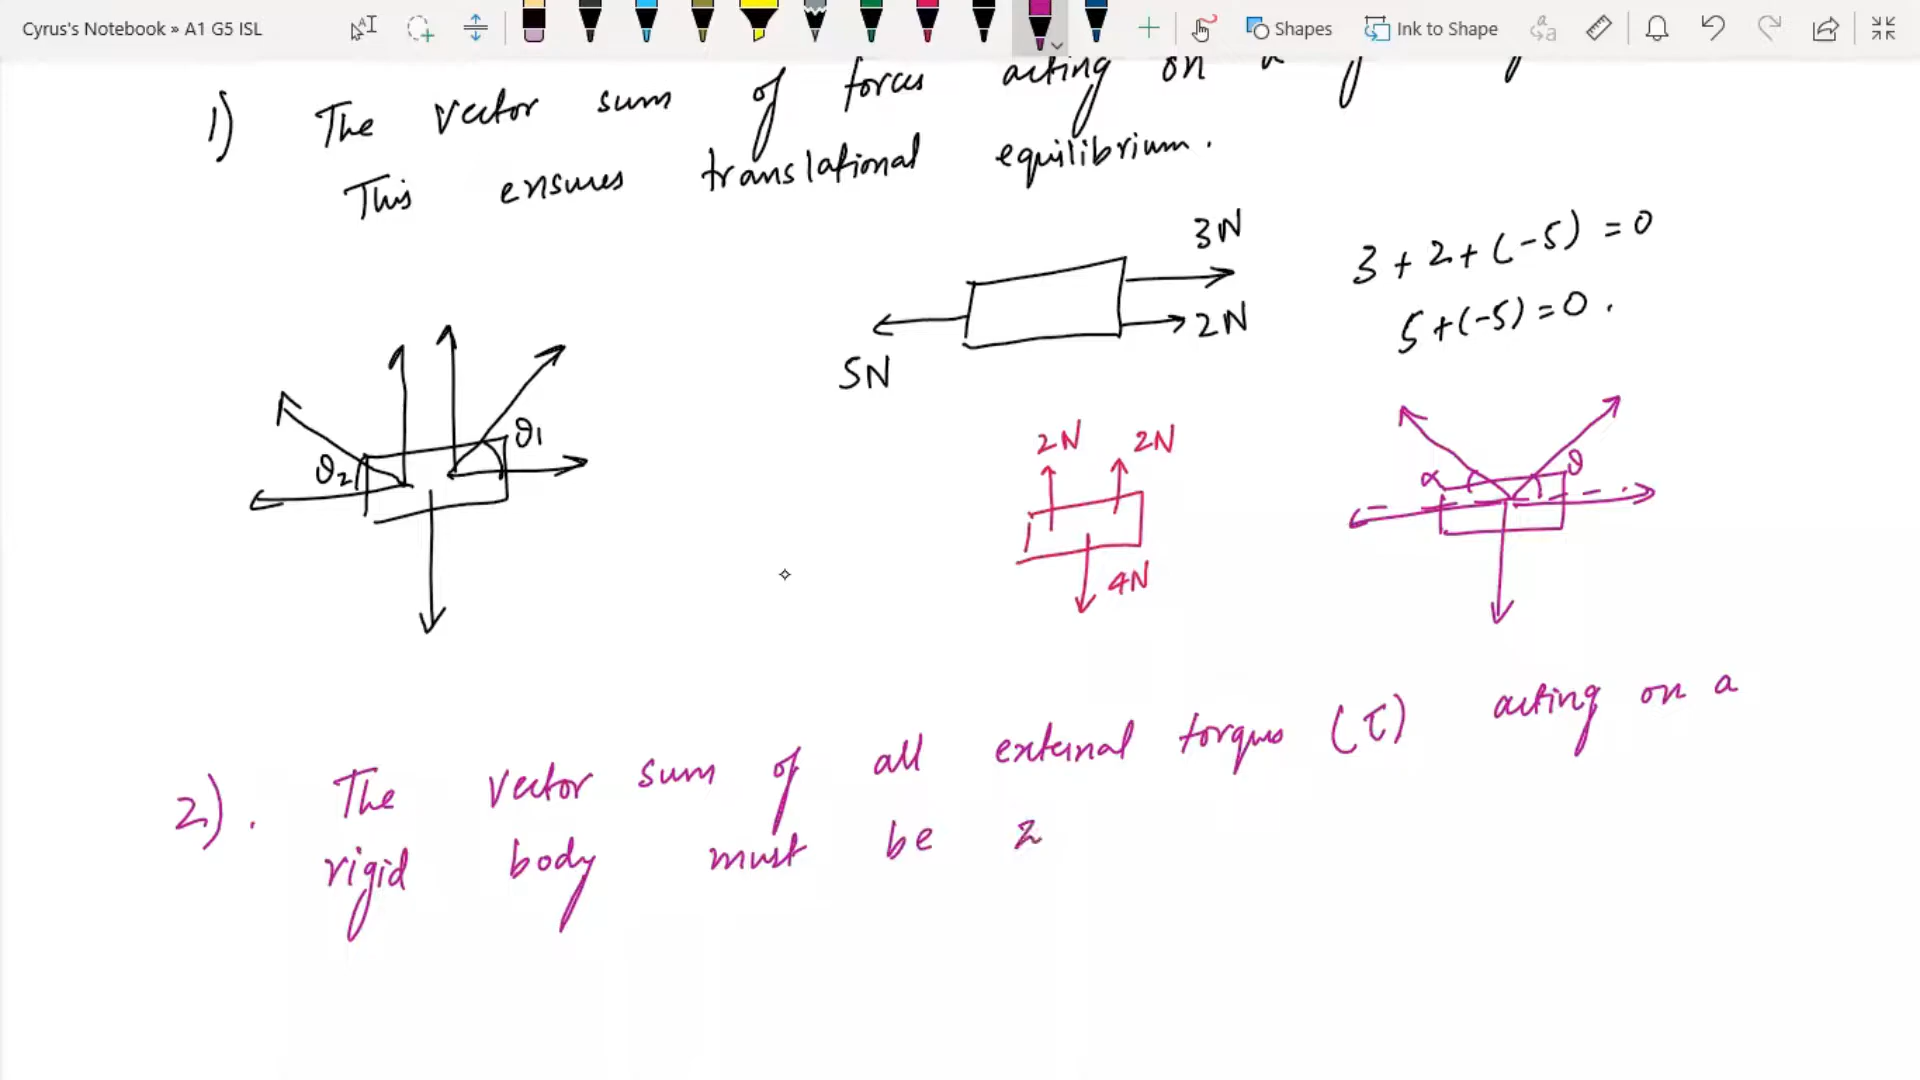 Cyrus's Notebook » A1 G5 ISL
Shapes
Ink to Shape
1) The vector sum of forces acting on a
This ensures translational equilibrium.
3N
2N
5N
3 + 2 + (-5) = 0
5 + (-5) = 0 .
θ1
θ2
2N 2N
4N
α θ
2). The vector sum of all external torques (τ) acting on a
rigid body must be z